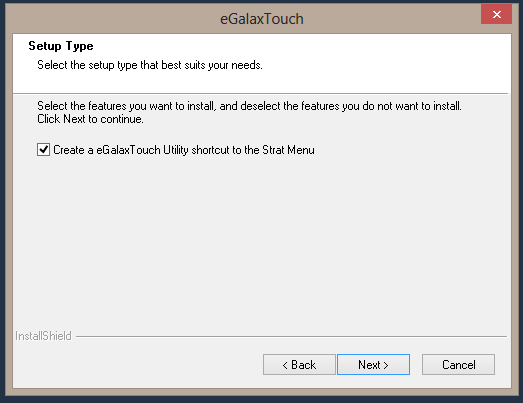 eGalaxTouch
Setup Type
Select the setup type that best suits your needs.
Select the features you want to install, and deselect the features you do not want to install.
Click Next to continue.
Create a eGalaxTouch Utility shortcut to the Strat Menu
InstallShield
< Back
Next >
Cancel